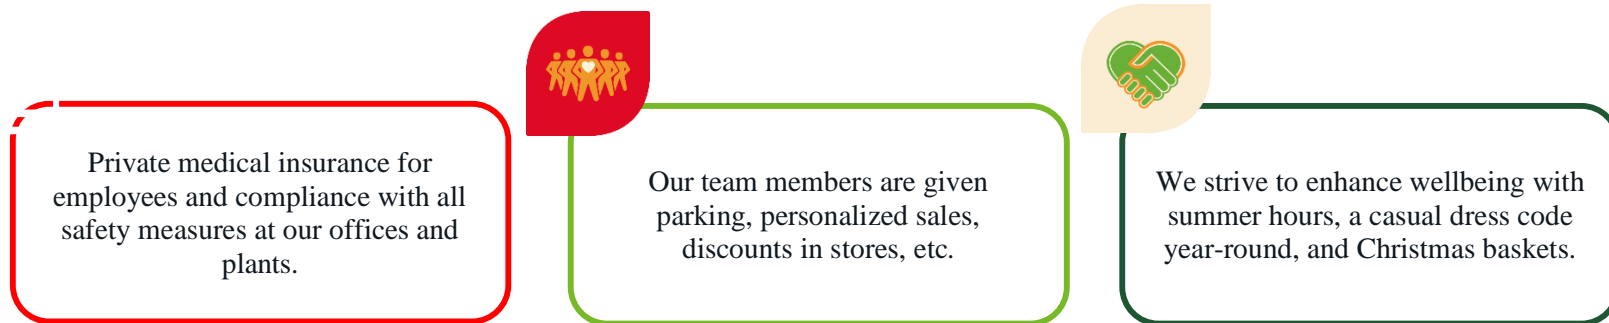 Private medical insurance for
employees and compliance with all
safety measures at our offices and
plants.
Our team members are given
parking, personalized sales,
discounts in stores, etc.
We strive to enhance wellbeing with
summer hours, a casual dress code
year-round, and Christmas baskets.